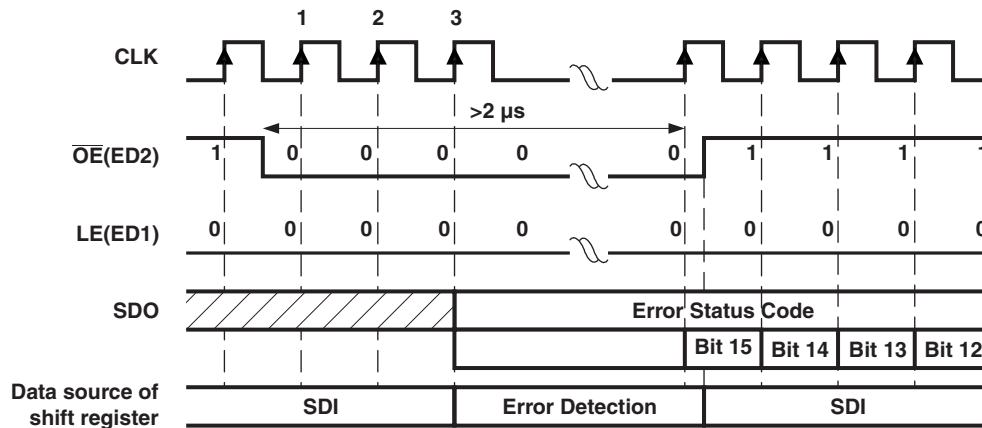 1 2 3
CLK
>2 µs
OE(ED2)
1 0 0 0 0 0 1 1 1 1
LE(ED1)
0 0 0 0 0 0 0 0 0 0
SDO
Error Status Code
Bit 15 Bit 14 Bit 13 Bit 12
Data source of
shift register
SDI Error Detection SDI